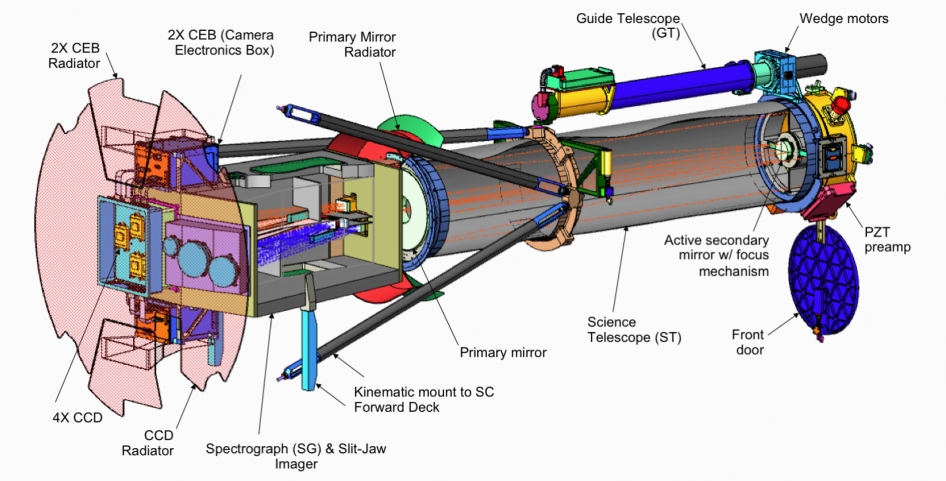 2X CEB
Radiator
2X CEB (Camera
Electronics Box)
Primary Mirror
Radiator
Guide Telescope
(GT)
Wedge motors
PZT
preamp
Active secondary
mirror w/ focus
mechanism
Front
door
Science
Telescope (ST)
Primary mirror
Kinematic mount to SC
Forward Deck
4X CCD
CCD
Radiator
Spectrograph (SG) & Slit-Jaw
Imager